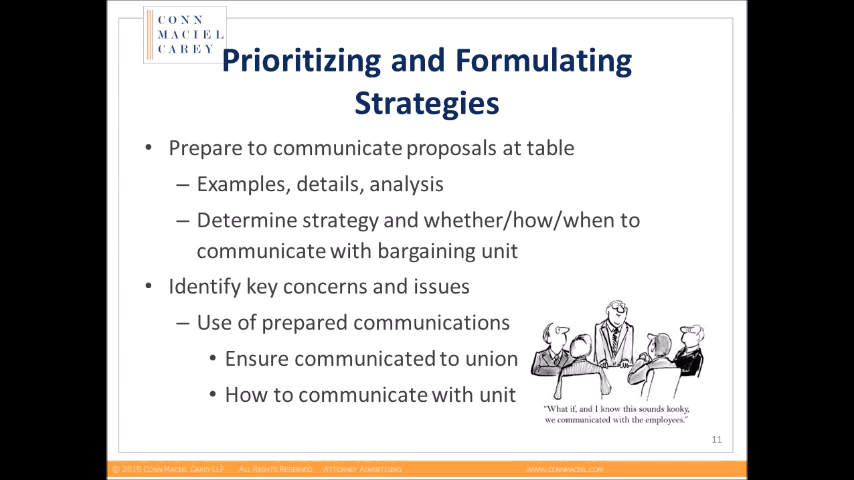 CONN
MACIEL
CAREY
Prioritizing and Formulating
Strategies
• Prepare to communicate proposals at table
– Examples, details, analysis
– Determine strategy and whether/how/when to
communicate with bargaining unit
• Identify key concerns and issues
– Use of prepared communications
• Ensure communicated to union
• How to communicate with unit
"What if, and I know this sounds kooky,
we communicated with the employees."
11
© 2019 CONN MACIEL CAREY LLP ALL RIGHTS RESERVED ATTORNEY ADVERTISING WWW.CONNMACIEL.COM